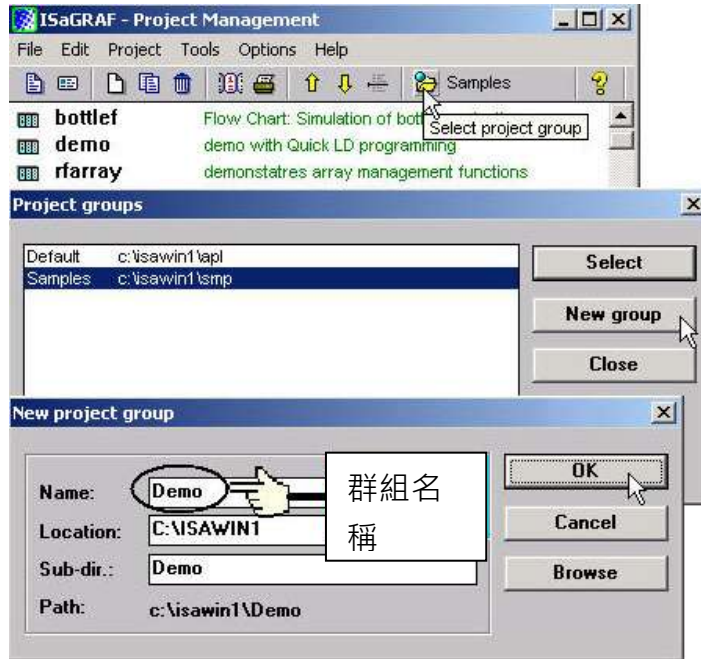 ISaGRAF - Project Management
File Edit Project Tools Options Help
Samples
bottlef Flow Chart: Simulation of bot
Select project group
demo demo with Quick LD programming
rfarray demonstatres array management functions
Project groups
Default c:\isawin1\apl
Samples c:\isawin1\smp
Select
New group
Close
New project group
Name: Demo
群組名
稱
Location: C:\ISAWIN1
Sub-dir.: Demo
Path: c:\isawin1\Demo
OK
Cancel
Browse